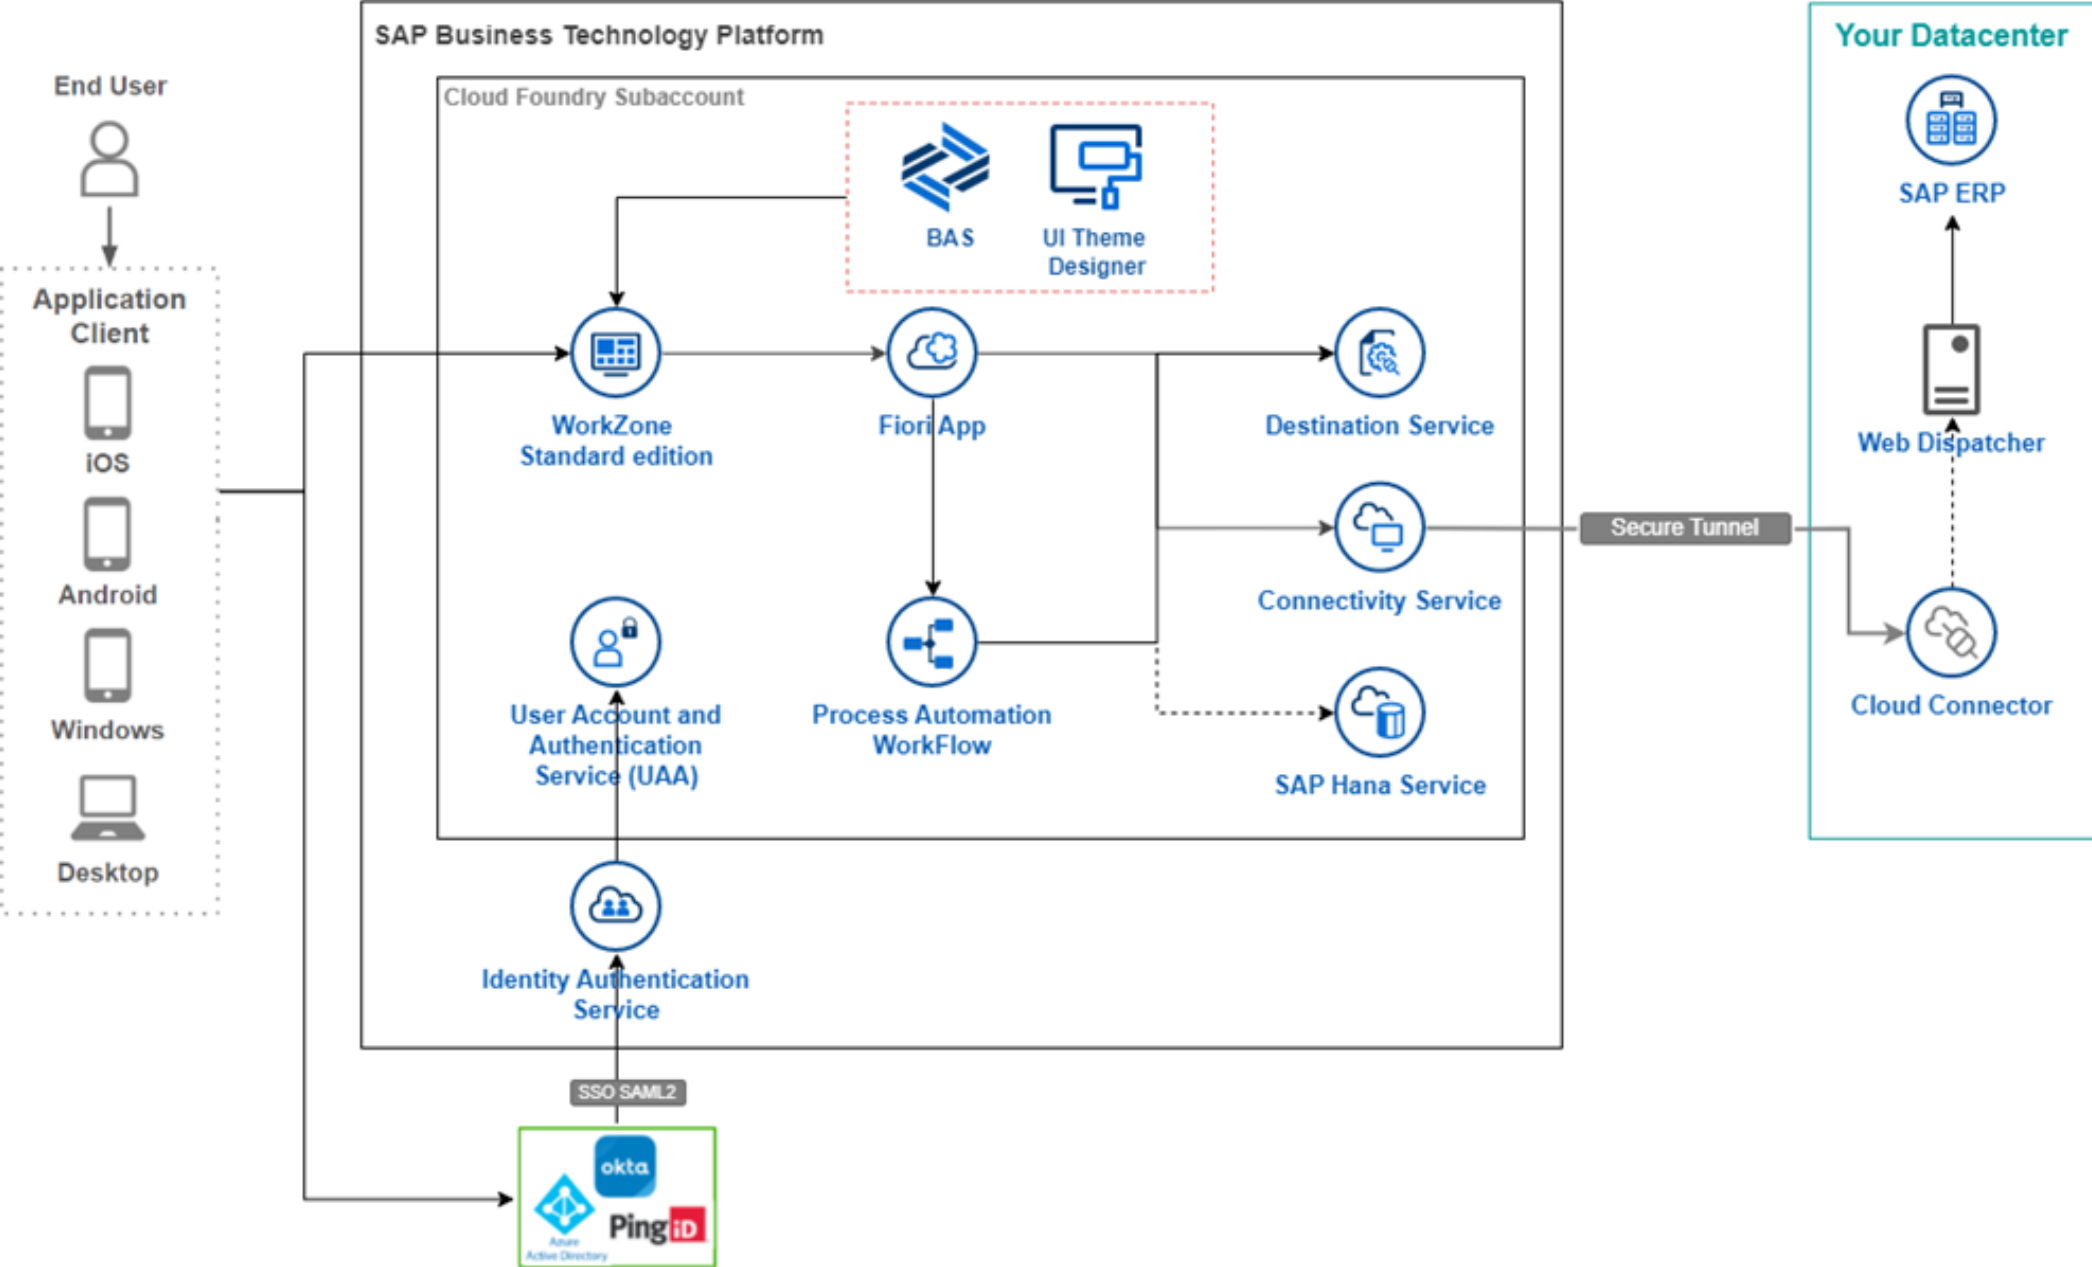 SAP Business Technology Platform
Your Datacenter
End User
Cloud Foundry Subaccount
BAS
UI Theme
Designer
SAP ERP
Application
Client
iOS
Android
Windows
Desktop
WorkZone
Standard edition
Fiori App
Destination Service
Web Dispatcher
Secure Tunnel
Connectivity Service
User Account and
Authentication
Service (UAA)
Process Automation
WorkFlow
SAP Hana Service
Cloud Connector
Identity Authentication
Service
SSO SAML2
okta
Ping iD
Azure
Active Directory